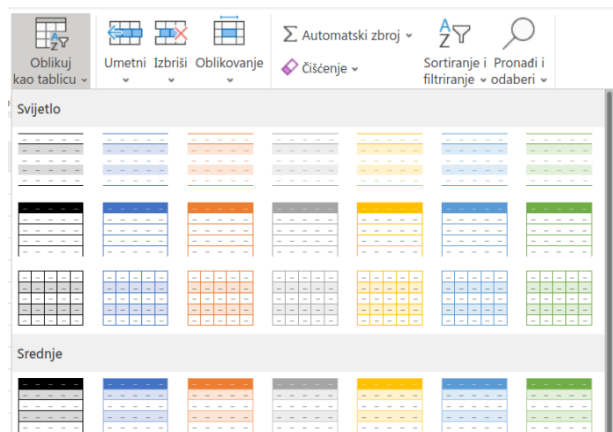 Oblikuj
kao tablicu
Umetni
Izbriši
Oblikovanje
Automatski zbroj
Čišćenje
Sortiranje i
filtriranje
Pronađi i
odaberi
Svijetlo
Srednje